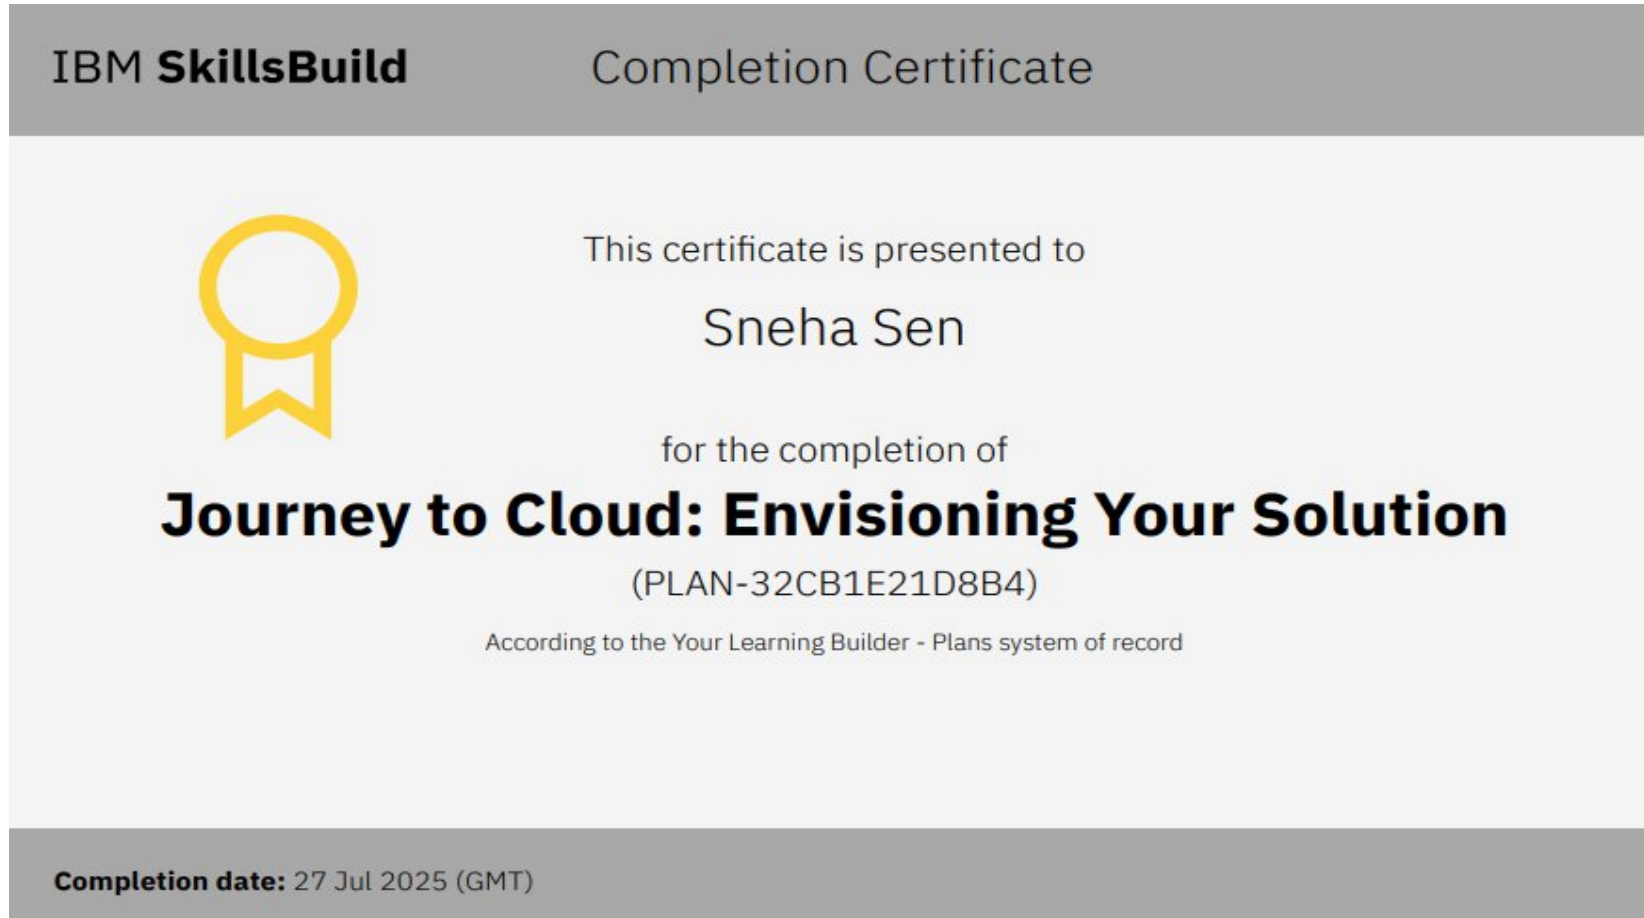 IBM SkillsBuild
Completion Certificate
This certificate is presented to
Sneha Sen
for the completion of
Journey to Cloud: Envisioning Your Solution
(PLAN-32CB1E21D8B4)
According to the Your Learning Builder - Plans system of record
Completion date: 27 Jul 2025 (GMT)